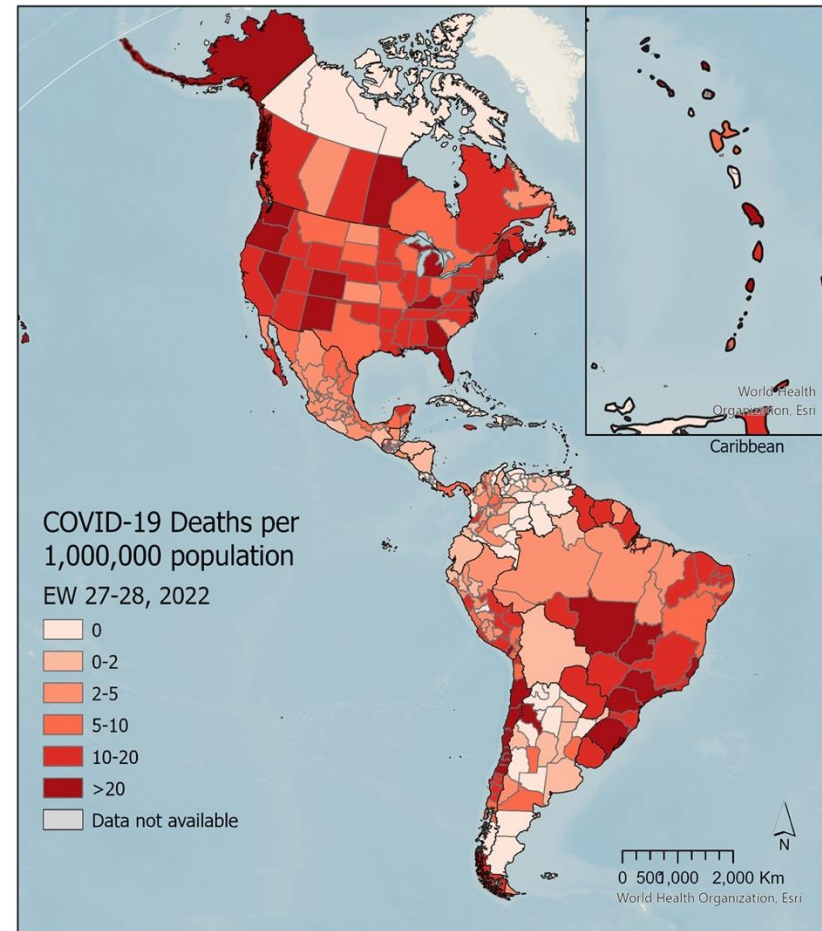 World Health
Organization, Esri
Caribbean
COVID-19 Deaths per
1,000,000 population
EW 27-28, 2022
0
0-2
2-5
5-10
10-20
>20
Data not available
N
0 500 1,000 2,000 Km
World Health Organization, Esri